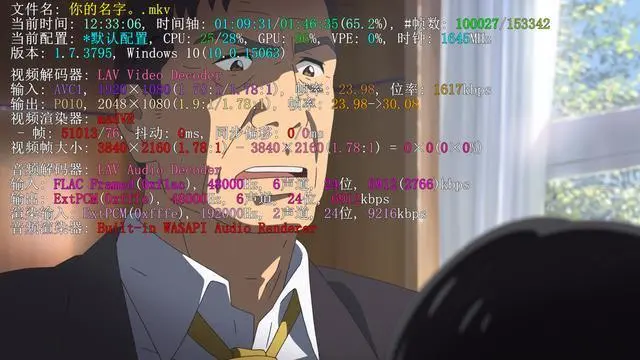 文件名: 你的名字。.mkv
当前时间: 12:33:06, 时间轴: 01:09:31/01:46:35(65.2%), #帧数: 100027/153342
当前配置: *默认配置, CPU: 25/28%, GPU: 36%, VPE: 0%, 时钟: 1645MHz
版本: 1.7.3795, Windows 10(10.0.15063)
视频解码器: LAV Video Decoder
输入: AVC1, 1920×1080(1.78:1/1.78:1), 帧率: 23.98, 位率: 1617kbps
输出: P010, 2048×1080(1.9:1/1.78:1), 帧率: 23.98->30.08
视频渲染器: madVR
- 帧: 51013/76, 抖动: 0ms, 同步偏移: 0/0ms
视频帧大小: 3840×2160(1.78:1) - 3840×2160(1.78:1) = 0×0(0×0)
音频解码器: LAV Audio Decoder
输入: FLAC Framed(0xflac), 48000Hz, 6声道, 24位, 6912(2766)kbps
输出: ExtPCM(0xfffe), 48000Hz, 6声道, 24位, 6912kbps
渲染输入: ExtPCM(0xfffe), 192000Hz, 2声道, 24位, 9216kbps
音频渲染器: Built-in WASAPI Audio Renderer